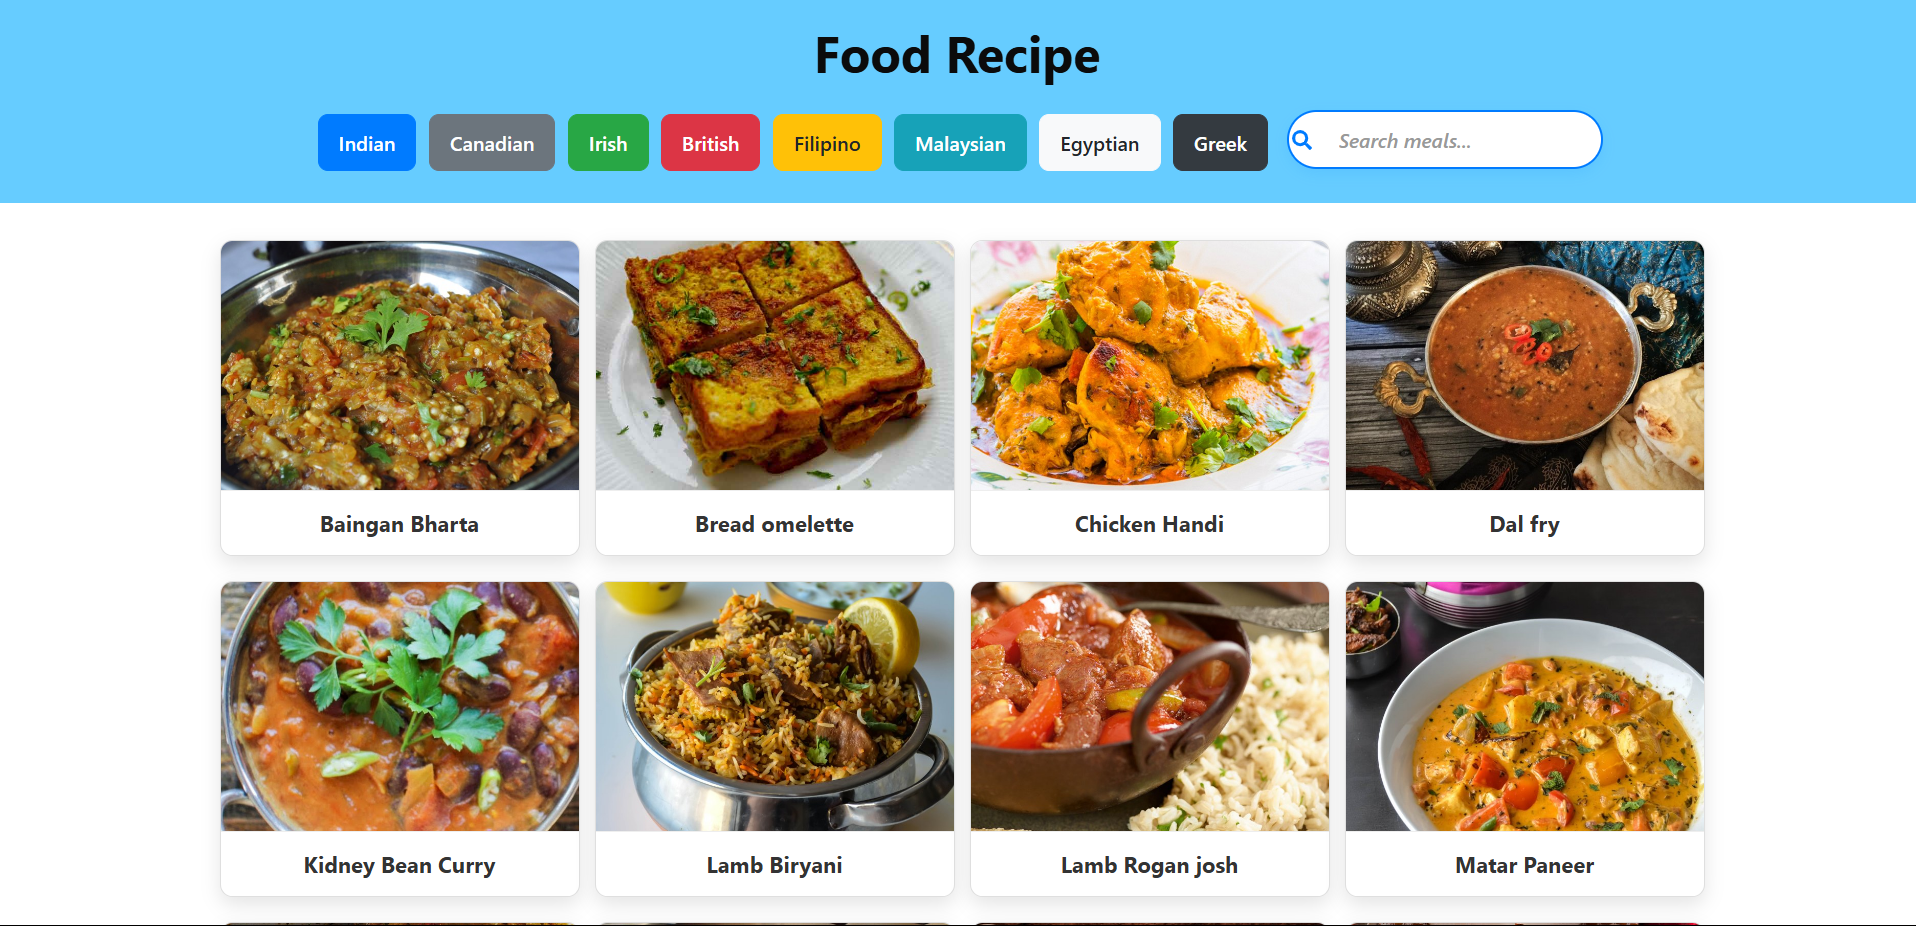 Food Recipe
Indian Canadian Irish British Filipino Malaysian Egyptian Greek Search meals...
Baingan Bharta Bread omelette Chicken Handi Dal fry
Kidney Bean Curry Lamb Biryani Lamb Rogan josh Matar Paneer